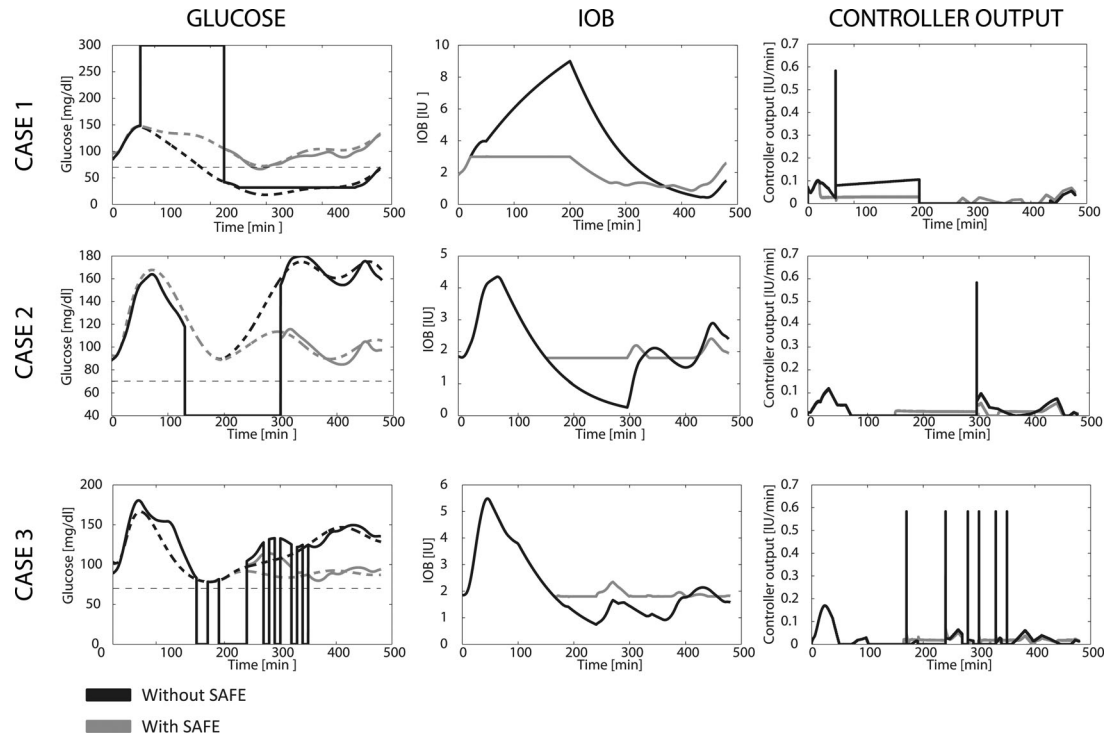 GLUCOSE IOB CONTROLLER OUTPUT
CASE 1
Glucose [mg/dl]
300
250
200
150
100
50
0
0 100 200 300 400 500
Time [min ]
IOB [IU ]
10
8
6
4
2
0
0 100 200 300 400 500
Time [min]
Controller output [IU/min]
0.7
0.6
0.5
0.4
0.3
0.2
0.1
0
0 100 200 300 400 500
Time [min]
CASE 2
Glucose [mg/dl]
180
160
140
120
100
80
60
40
0 100 200 300 400 500
Time [min ]
IOB [IU]
5
4
3
2
1
0
0 100 200 300 400 500
Time [min]
Controller output [IU/min]
0.7
0.6
0.5
0.4
0.3
0.2
0.1
0
0 100 200 300 400 500
Time [min]
CASE 3
Glucose [mg/dl]
200
150
100
50
0
0 100 200 300 400 500
Time [min ]
IOB [IU]
6
5
4
3
2
1
0
0 100 200 300 400 500
Time [min]
Controller output [IU/min]
0.7
0.6
0.5
0.4
0.3
0.2
0.1
0
0 100 200 300 400 500
Time [min]
Without SAFE
With SAFE